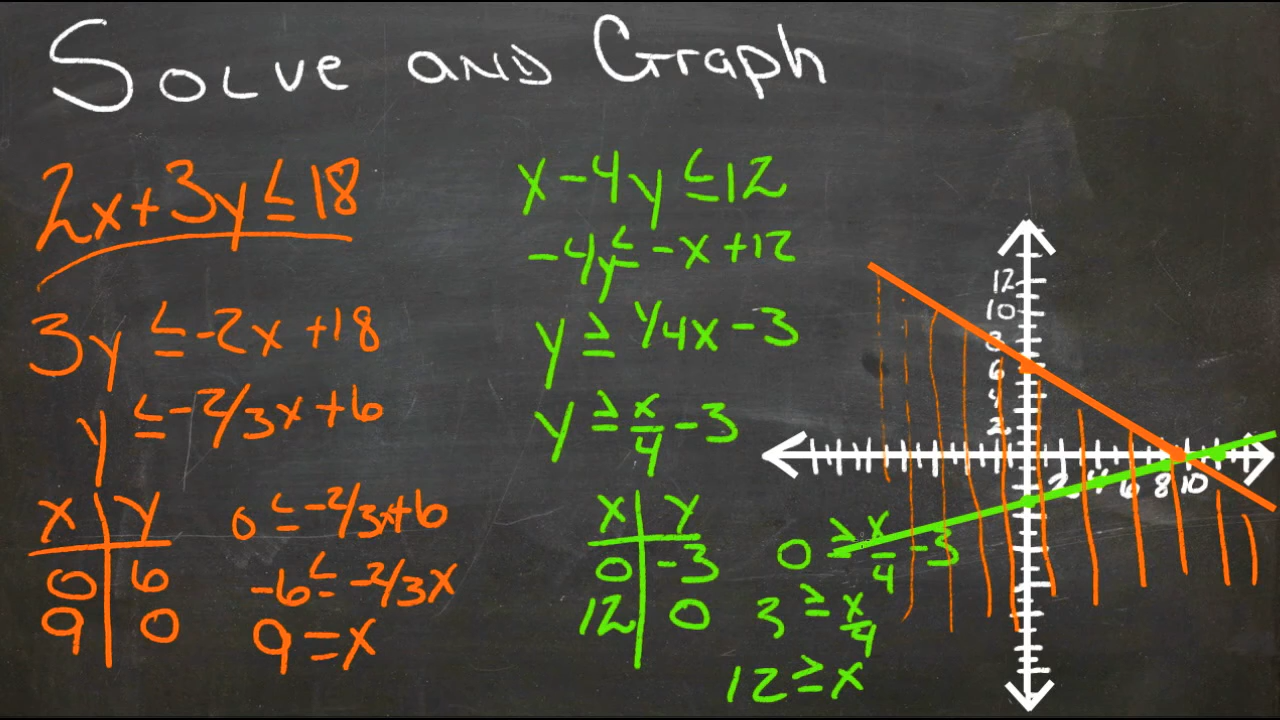 Solve and Graph
2x+3y≤18
3y ≤ -2x +18
y ≤ -2/3x+6
x | y
0 | 6
9 | 0
0 ≤ -2/3x+6
-6 ≤ -2/3x
9 = x
x-4y ≤ 12
-4y ≤ -x+12
y ≥ 1/4x-3
y ≥ x/4 -3
x | y
0 | -3
12 | 0
0 ≥ x/4 -3
3 ≥ x/4
12 ≥ x
12
10
8
6
4
2
2 4 6 8 10